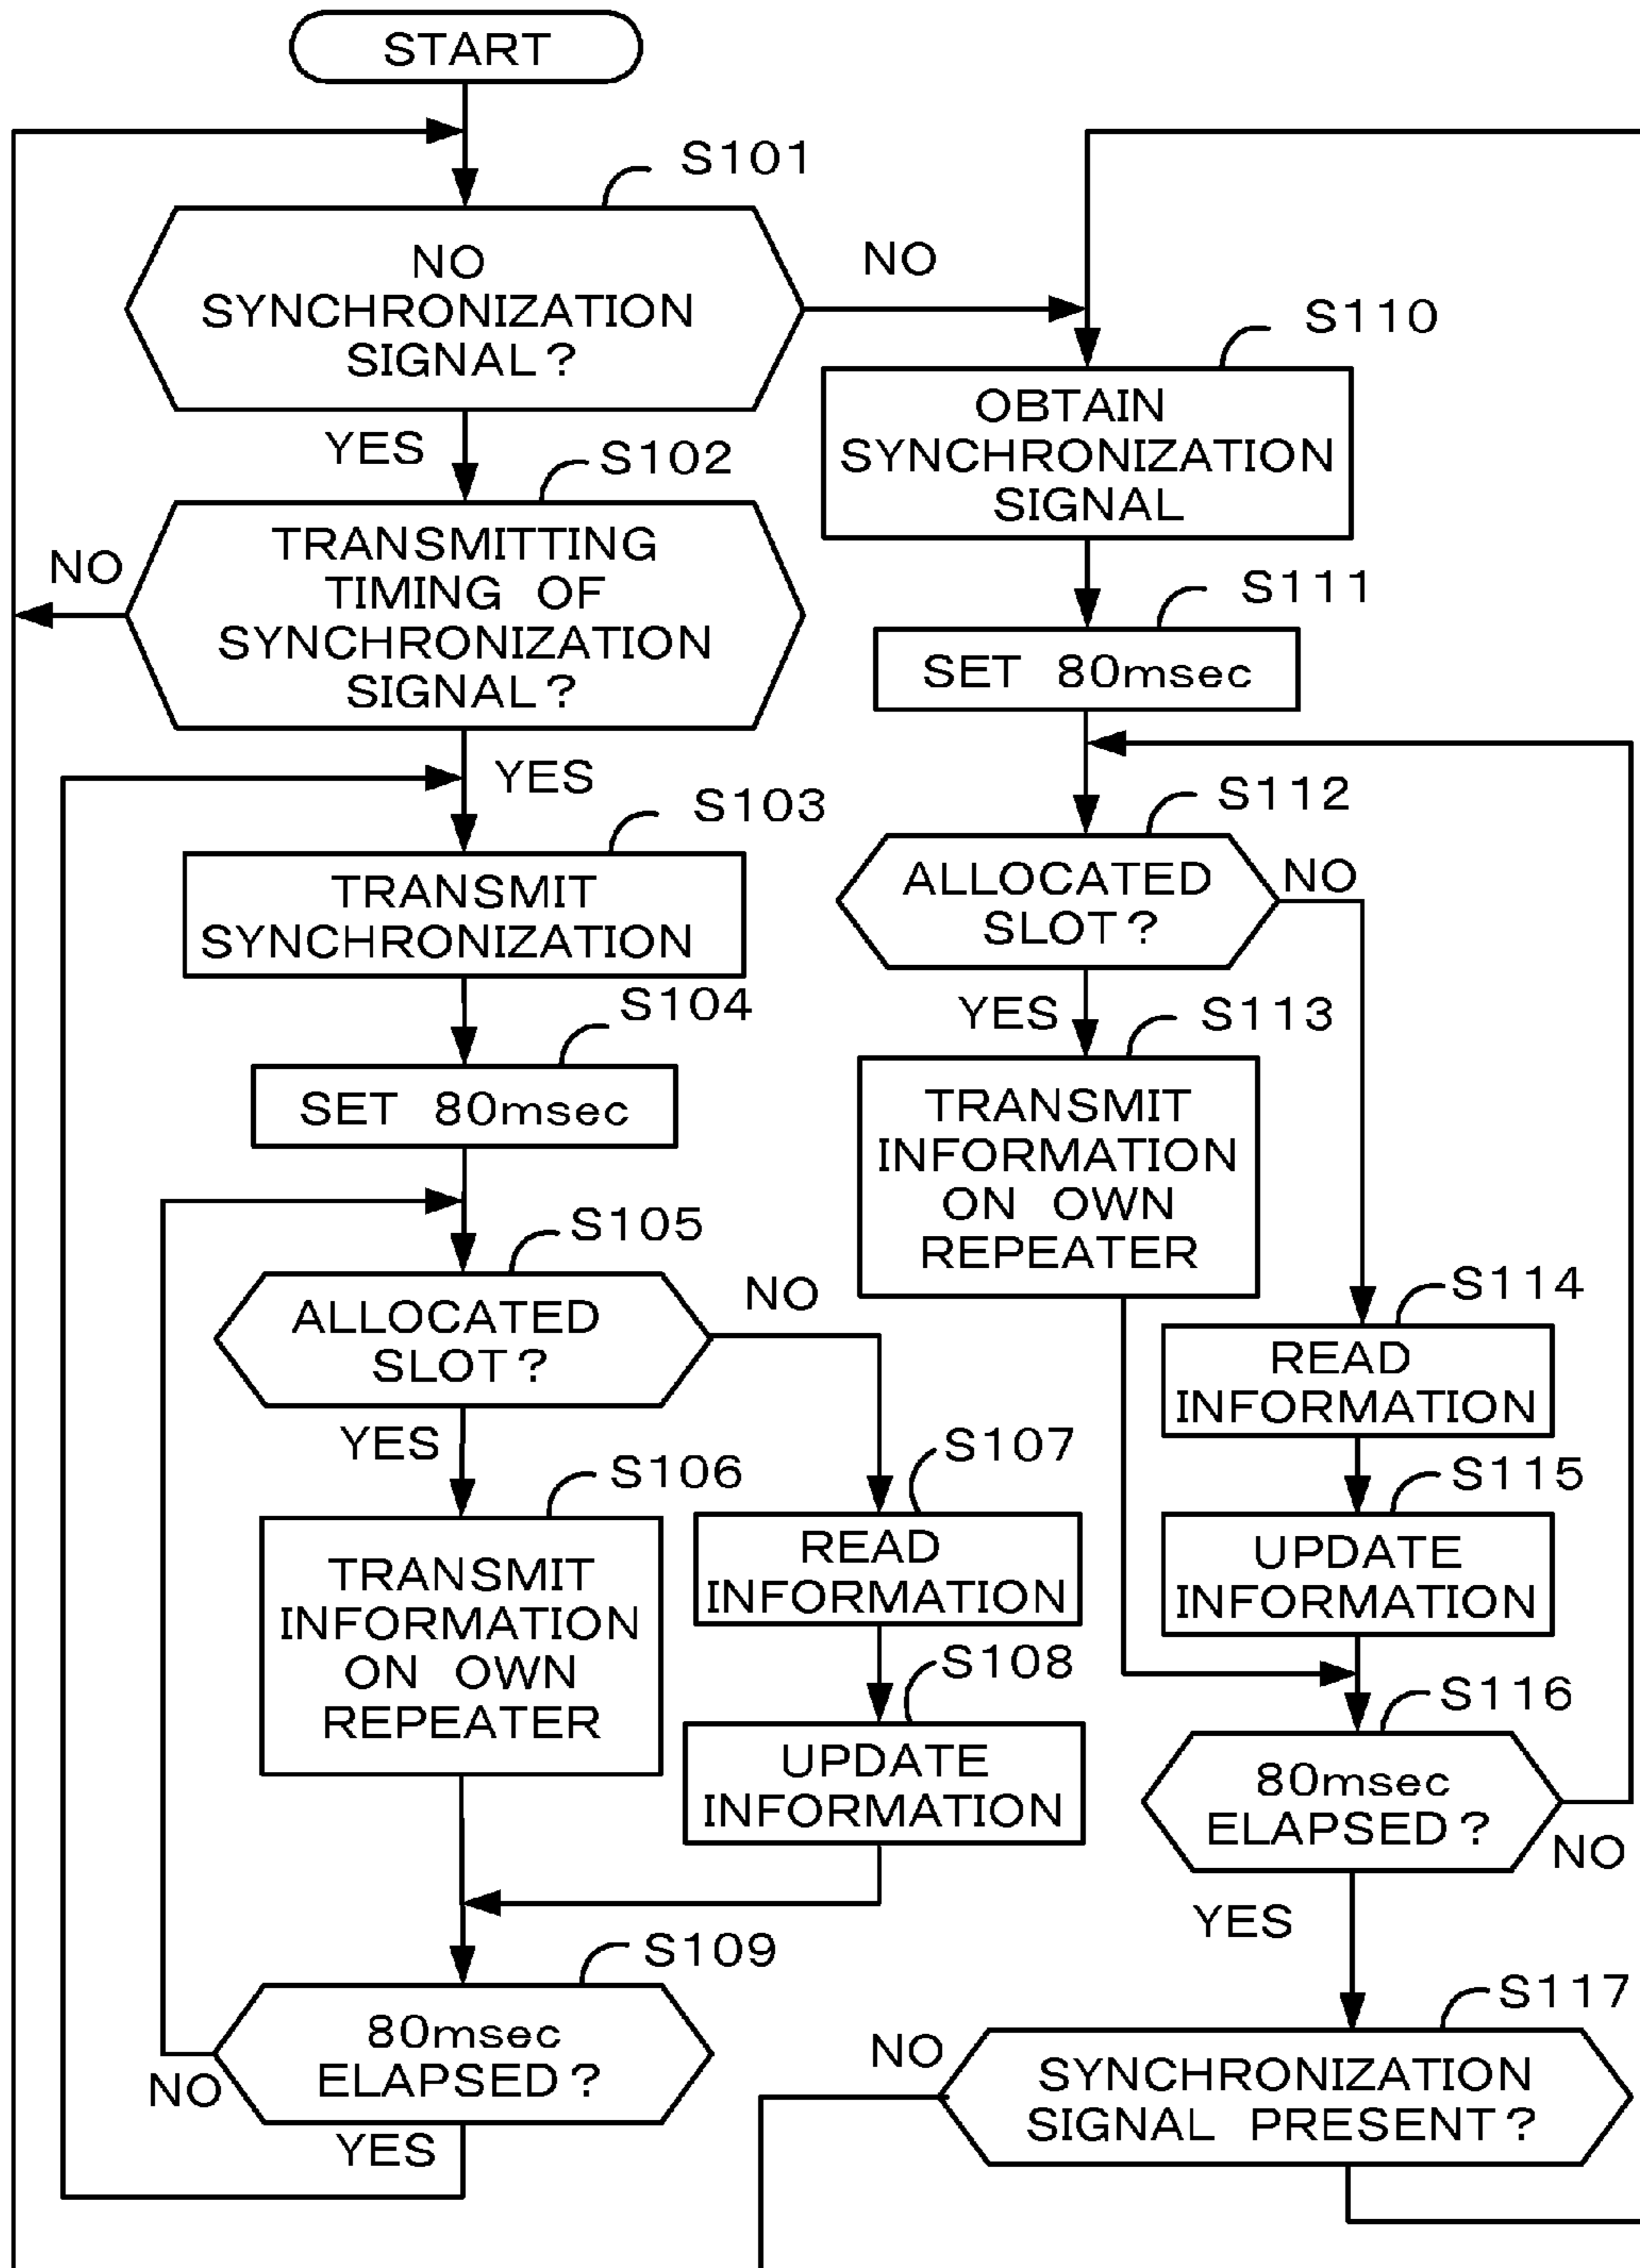 START
S101
NO
SYNCHRONIZATION
SIGNAL?
NO
YES
S102
TRANSMITTING
TIMING OF
SYNCHRONIZATION
SIGNAL?
NO
YES
S103
TRANSMIT
SYNCHRONIZATION
S104
SET 80msec
S105
ALLOCATED
SLOT?
NO
YES
S106
TRANSMIT
INFORMATION
ON OWN
REPEATER
S107
READ
INFORMATION
S108
UPDATE
INFORMATION
S109
80msec
ELAPSED?
NO
YES
S110
OBTAIN
SYNCHRONIZATION
SIGNAL
S111
SET 80msec
S112
ALLOCATED
SLOT?
NO
YES
S113
TRANSMIT
INFORMATION
ON OWN
REPEATER
S114
READ
INFORMATION
S115
UPDATE
INFORMATION
S116
80msec
ELAPSED?
NO
YES
S117
SYNCHRONIZATION
SIGNAL PRESENT?
NO